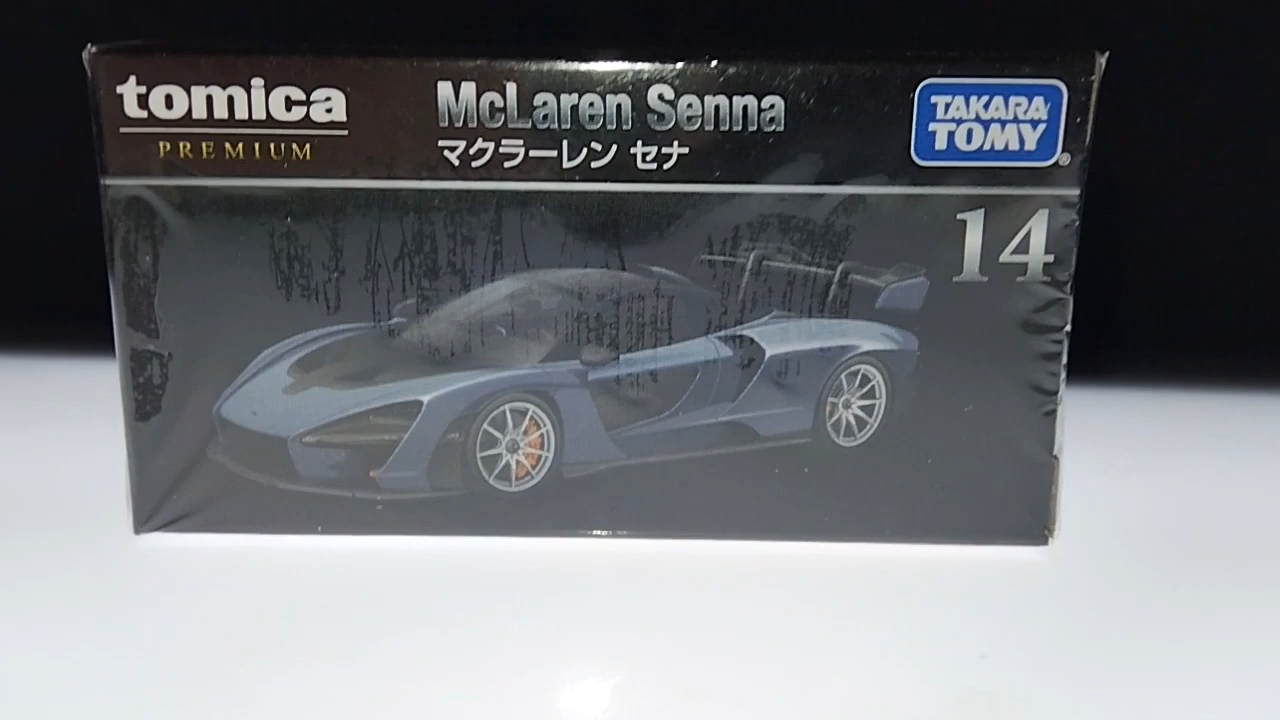 tomica
PREMIUM
McLaren Senna
マクラーレン セナ
TAKARA
TOMY
®
14